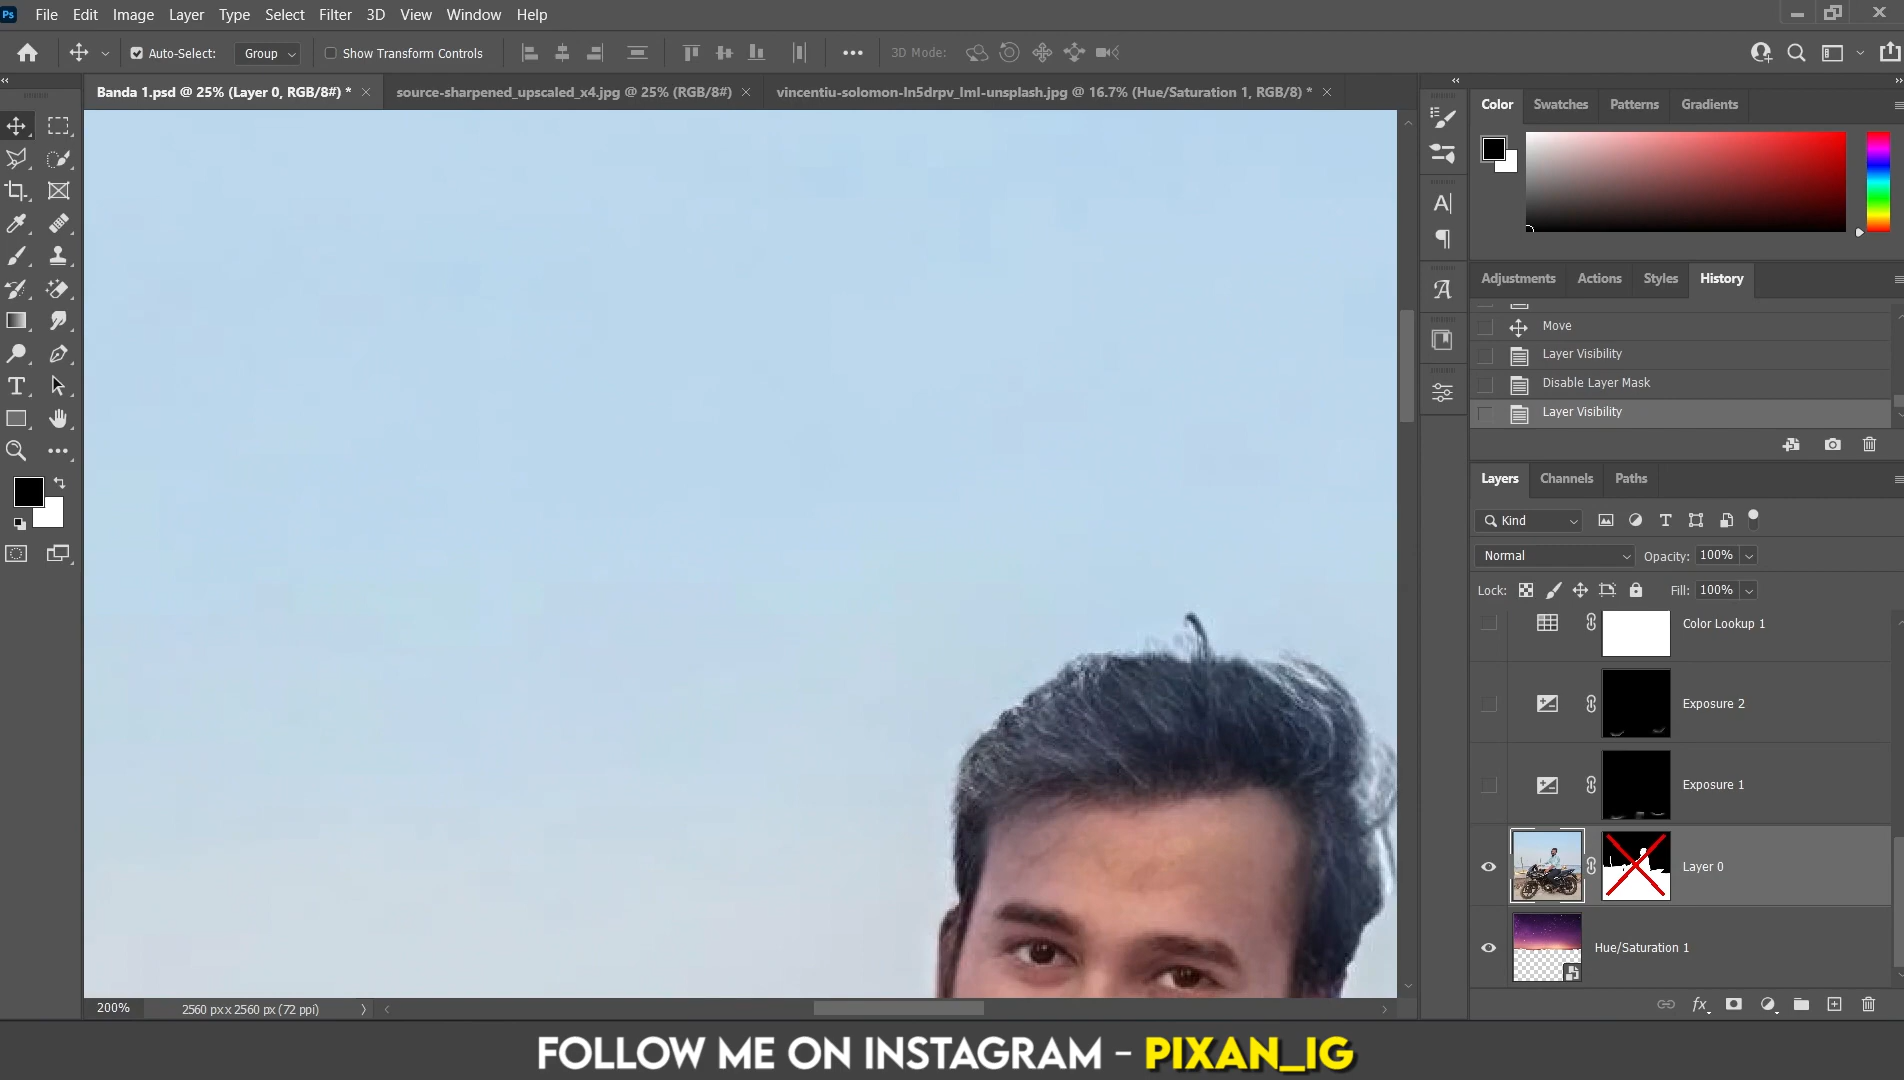 Ps File Edit Image Layer Type Select Filter 3D View Window Help
Auto-Select: Group Show Transform Controls 3D Mode:
Banda 1.psd @ 25% (Layer 0, RGB/8#) * source-sharpened_upscaled_x4.jpg @ 25% (RGB/8#) vincentiu-solomon-ln5drpv_lmI-unsplash.jpg @ 16.7% (Hue/Saturation 1, RGB/8) *
Color Swatches Patterns Gradients
Adjustments Actions Styles History
Move
Layer Visibility
Disable Layer Mask
Layer Visibility
Layers Channels Paths
Kind
Normal Opacity: 100%
Lock: Fill: 100%
Color Lookup 1
Exposure 2
Exposure 1
Layer 0
Hue/Saturation 1
200% 2560 px x 2560 px (72 ppi)
FOLLOW ME ON INSTAGRAM - PIXAN_IG